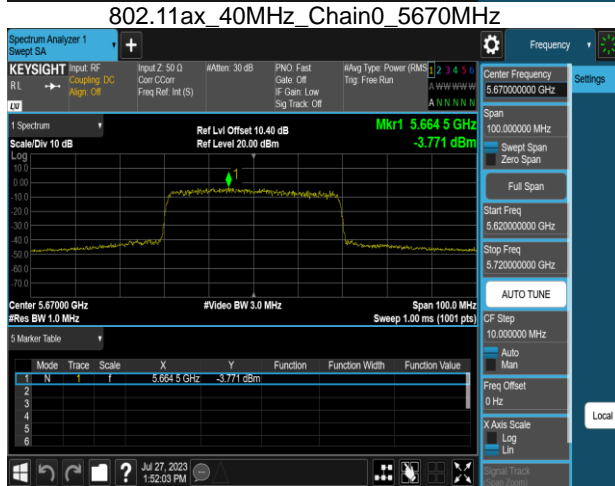 802.11ax_40MHz_Chain0_5670MHz
Spectrum Analyzer 1
Swept SA
Frequency
KEYSIGHT
RL
Input: RF
Coupling: DC
Align: Off
Input Z: 50 Ω
Corr CCorr
Freq Ref: Int (S)
#Atten: 30 dB
PNO: Fast
Gate: Off
IF Gain: Low
Sig Track: Off
#Avg Type: Power (RMS)
Trig: Free Run
1 2 3 4 5 6
A W W W W W
A N N N N N
Center Frequency
5.670000000 GHz
Settings
Span
100.000000 MHz
Swept Span
Zero Span
Full Span
Start Freq
5.620000000 GHz
Stop Freq
5.720000000 GHz
AUTO TUNE
CF Step
10.000000 MHz
Auto
Man
Freq Offset
0 Hz
X Axis Scale
Log
Lin
Signal Track
(Span Zoom)
Local
1 Spectrum
Scale/Div 10 dB
Log
Ref Lvl Offset 10.40 dB
Ref Level 20.00 dBm
Mkr1 5.664 5 GHz
-3.771 dBm
1
10.0
0.00
-10.0
-20.0
-30.0
-40.0
-50.0
-60.0
-70.0
Center 5.67000 GHz
#Res BW 1.0 MHz
#Video BW 3.0 MHz
Span 100.0 MHz
Sweep 1.00 ms (1001 pts)
5 Marker Table
Mode Trace Scale X Y Function Function Width Function Value
1 N 1 f 5.664 5 GHz -3.771 dBm
2
3
4
5
6
?
Jul 27, 2023
1:52:03 PM